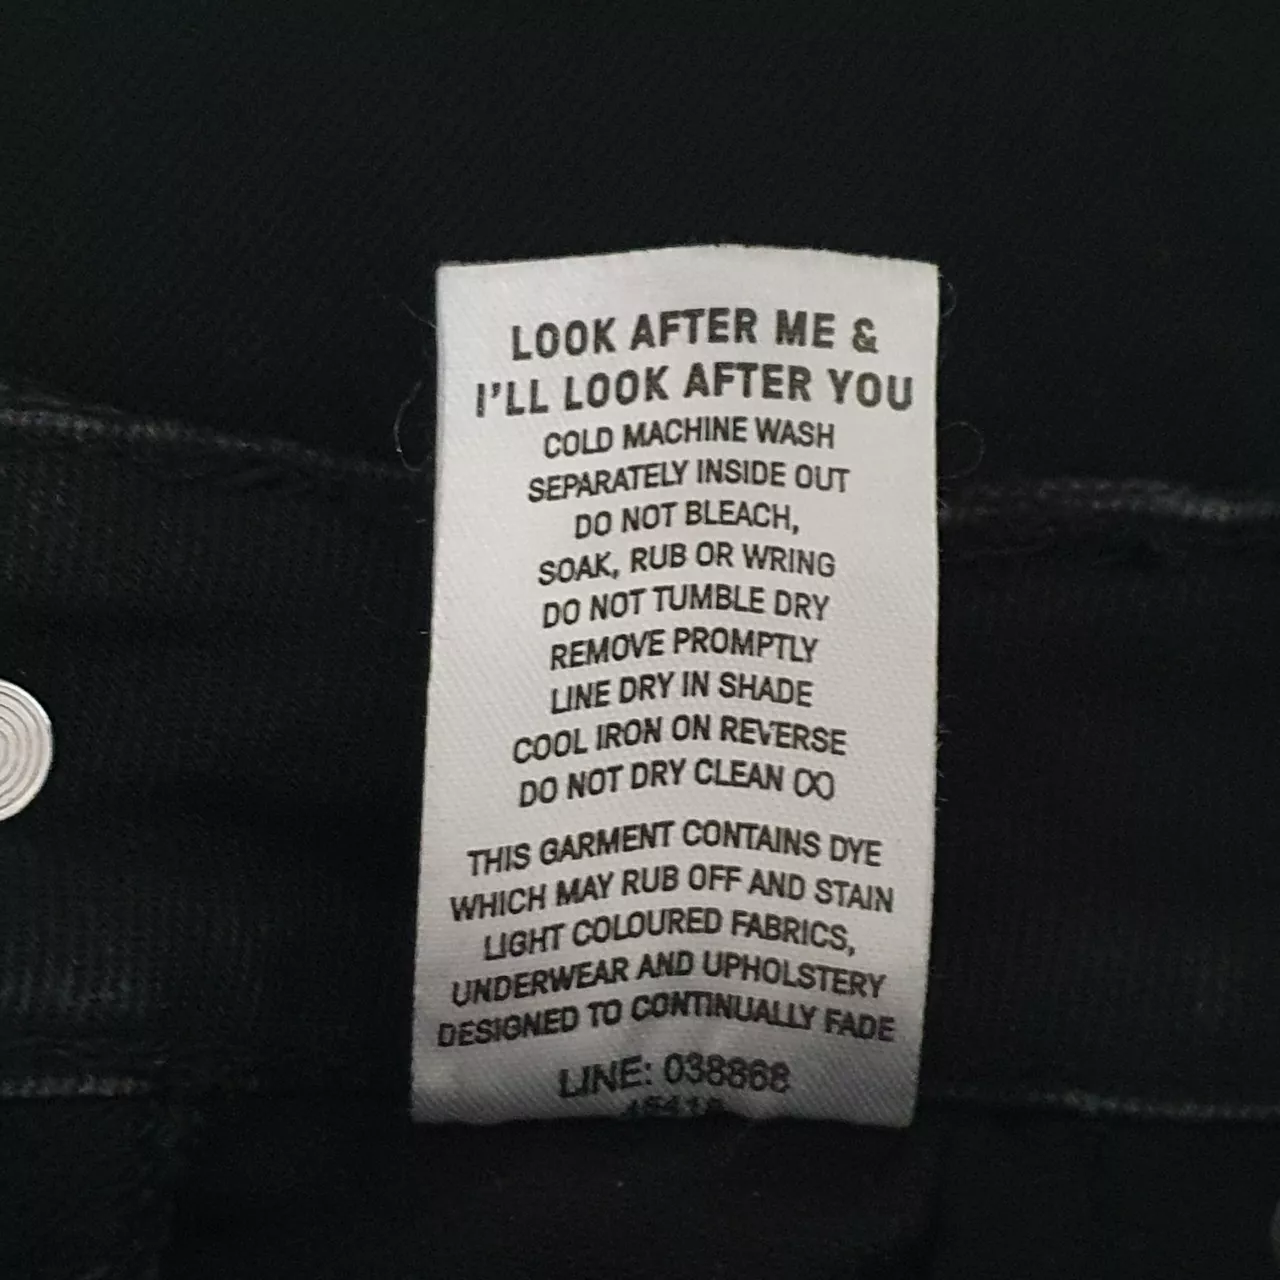 LOOK AFTER ME &
I'LL LOOK AFTER YOU
COLD MACHINE WASH
SEPARATELY INSIDE OUT
DO NOT BLEACH,
SOAK, RUB OR WRING
DO NOT TUMBLE DRY
REMOVE PROMPTLY
LINE DRY IN SHADE
COOL IRON ON REVERSE
DO NOT DRY CLEAN ꝏ
THIS GARMENT CONTAINS DYE
WHICH MAY RUB OFF AND STAIN
LIGHT COLOURED FABRICS,
UNDERWEAR AND UPHOLSTERY
DESIGNED TO CONTINUALLY FADE
LINE: 038868